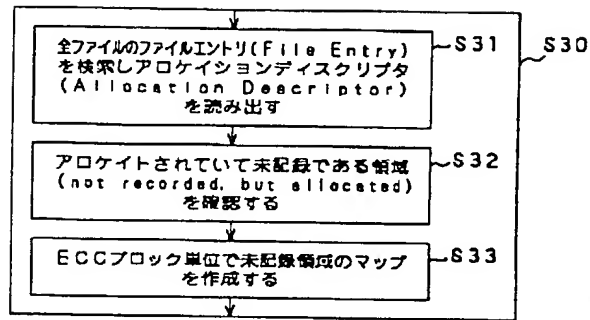 全ファイルのファイルエントリ(File Entry)
を検索しアロケイションディスクリプタ
(Allocation Descriptor)
を読み出す
S31
S30
アロケイトされていて未記録である領域
(not recorded, but allocated)
を確認する
S32
ECCブロック単位で未記録領域のマップ
を作成する
S33